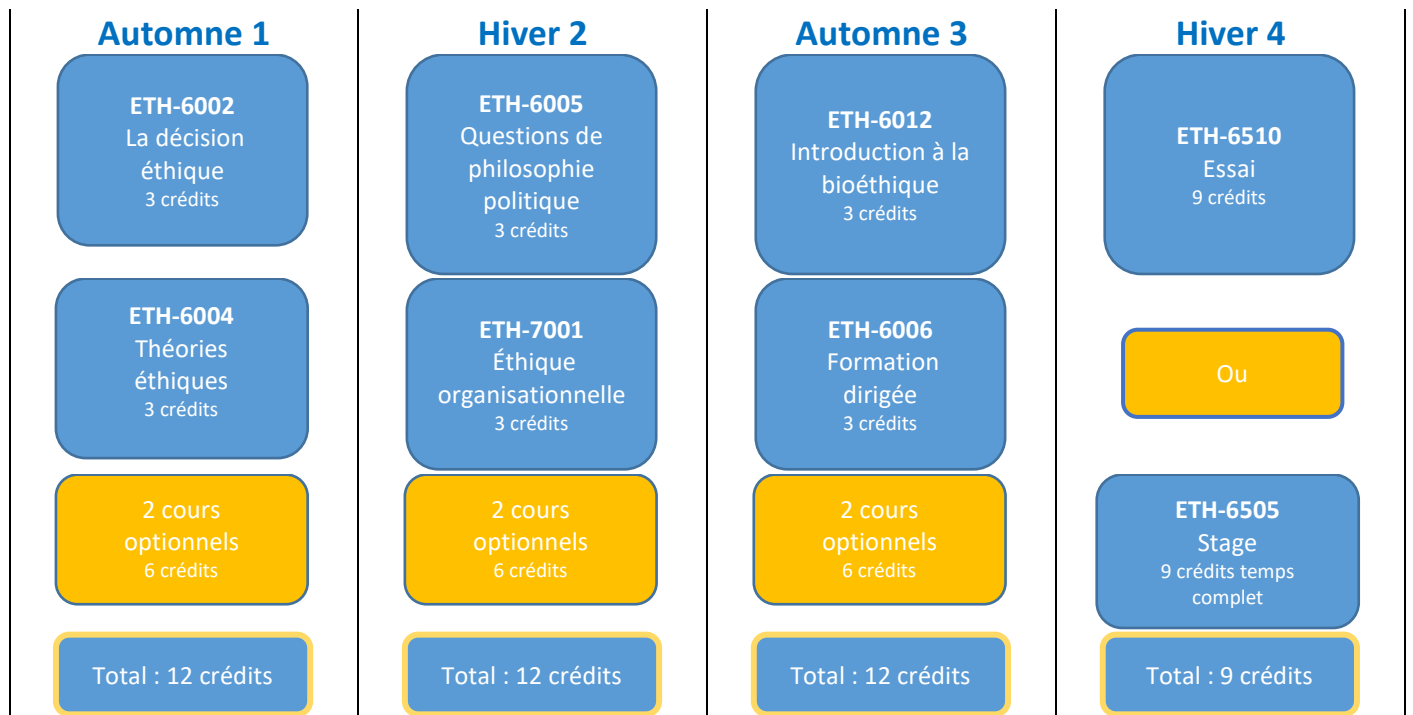 Automne 1
ETH-6002
La décision
éthique
3 crédits
ETH-6004
Théories
éthiques
3 crédits
2 cours
optionnels
6 crédits
Total : 12 crédits
Hiver 2
ETH-6005
Questions de
philosophie
politique
3 crédits
ETH-7001
Éthique
organisationnelle
3 crédits
2 cours
optionnels
6 crédits
Total : 12 crédits
Automne 3
ETH-6012
Introduction à la
bioéthique
3 crédits
ETH-6006
Formation
dirigée
3 crédits
2 cours
optionnels
6 crédits
Total : 12 crédits
Hiver 4
ETH-6510
Essai
9 crédits
Ou
ETH-6505
Stage
9 crédits temps
complet
Total : 9 crédits